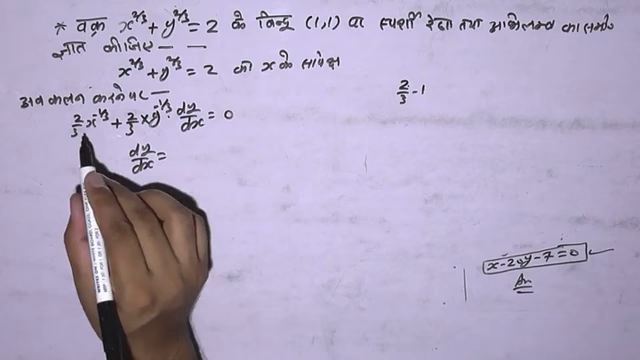 * वक्र x^{2/3} + y^{2/3} = 2 के बिन्दु (1,1) पर स्पर्शी रेखा तथा अभिलम्ब का समी०
ज्ञात कीजिए — —
x^{2/3} + y^{2/3} = 2 को x के सापेक्ष
अवकलन करने पर —
2/3 - 1
2/3 x^{-1/3} + 2/3 × y^{-1/3} · dy/dx = 0
dy/dx =
x - 20y - 7 = 0
Ans